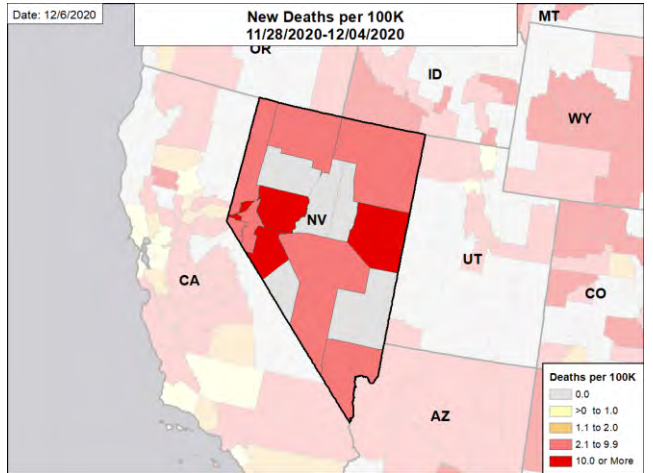 Date: 12/6/2020
New Deaths per 100K
11/28/2020-12/04/2020
MT
OR
ID
WY
NV
UT
CA
CO
AZ
Deaths per 100K
0.0
>0 to 1.0
1.1 to 2.0
2.1 to 9.9
10.0 or More